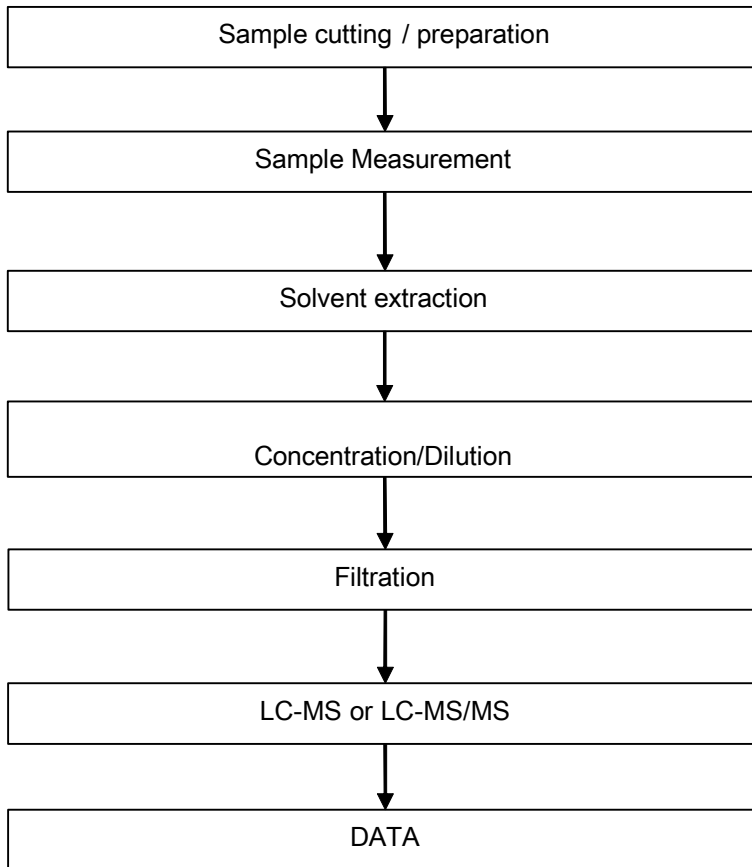 Sample cutting / preparation
Sample Measurement
Solvent extraction
Concentration/Dilution
Filtration
LC-MS or LC-MS/MS
DATA